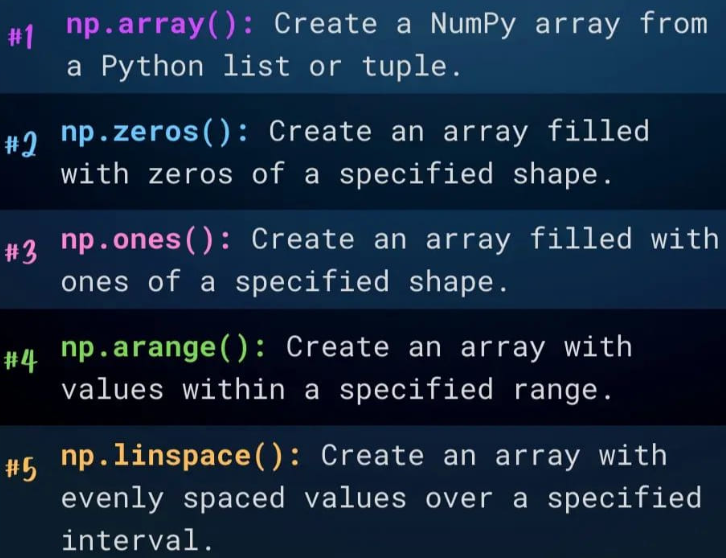 #1 np.array(): Create a NumPy array from
a Python list or tuple.
#2 np.zeros(): Create an array filled
with zeros of a specified shape.
#3 np.ones(): Create an array filled with
ones of a specified shape.
#4 np.arange(): Create an array with
values within a specified range.
#5 np.linspace(): Create an array with
evenly spaced values over a specified
interval.